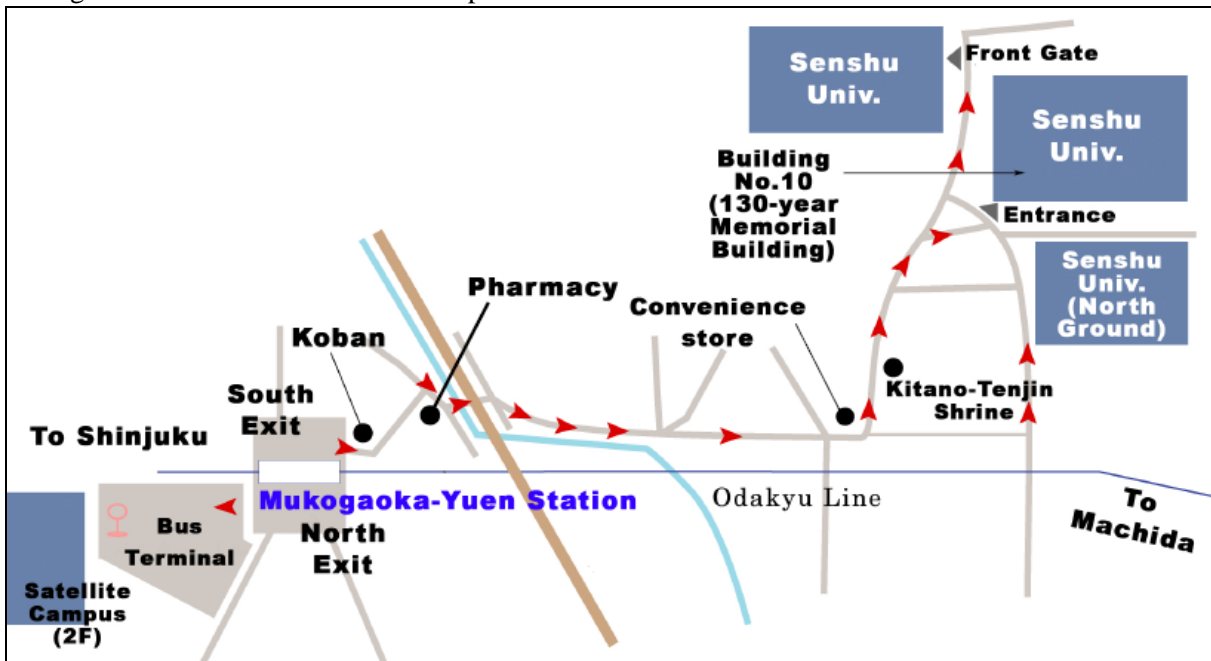 Senshu
Univ.
Front Gate
Senshu
Univ.
Building
No.10
(130-year
Memorial
Building)
Entrance
Senshu
Univ.
(North
Ground)
Pharmacy
Convenience
store
Koban
Kitano-Tenjin
Shrine
South
Exit
To Shinjuku
Mukogaoka-Yuen Station
Odakyu Line
To
Machida
Bus
Terminal
North
Exit
Satellite
Campus
(2F)